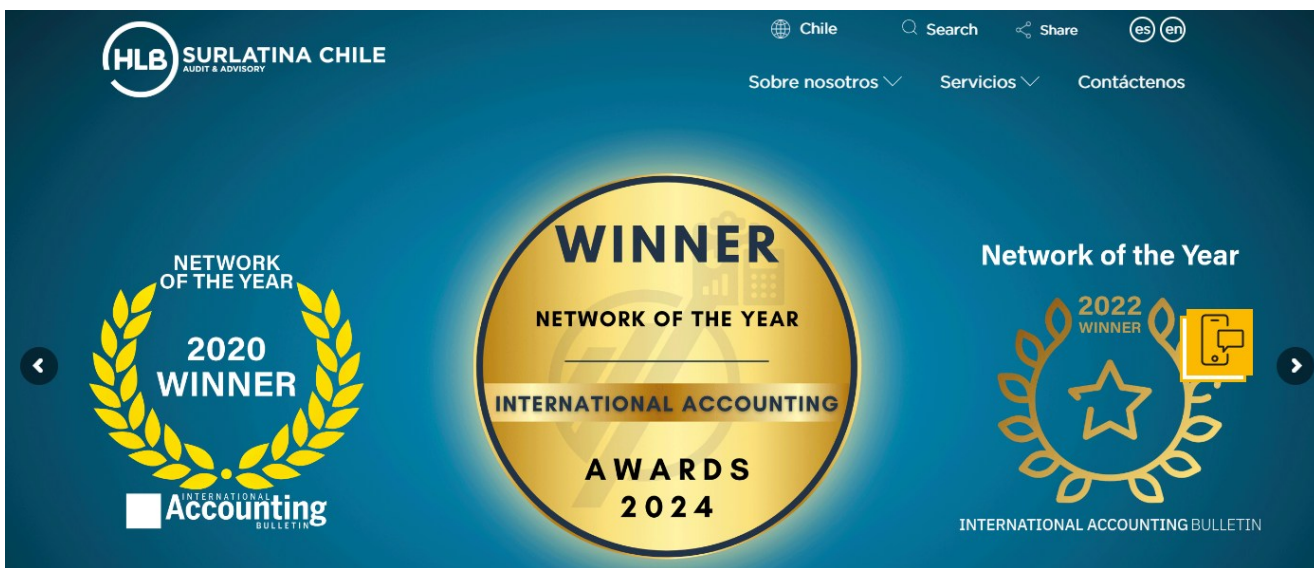 HLB SURLATINA CHILE
AUDIT & ADVISORY
Chile
Search
Share
es en
Sobre nosotros
Servicios
Contáctenos
NETWORK
OF THE YEAR
2020
WINNER
INTERNATIONAL
Accounting
BULLETIN
WINNER
NETWORK OF THE YEAR
INTERNATIONAL ACCOUNTING
AWARDS
2024
Network of the Year
2022
WINNER
INTERNATIONAL ACCOUNTING BULLETIN